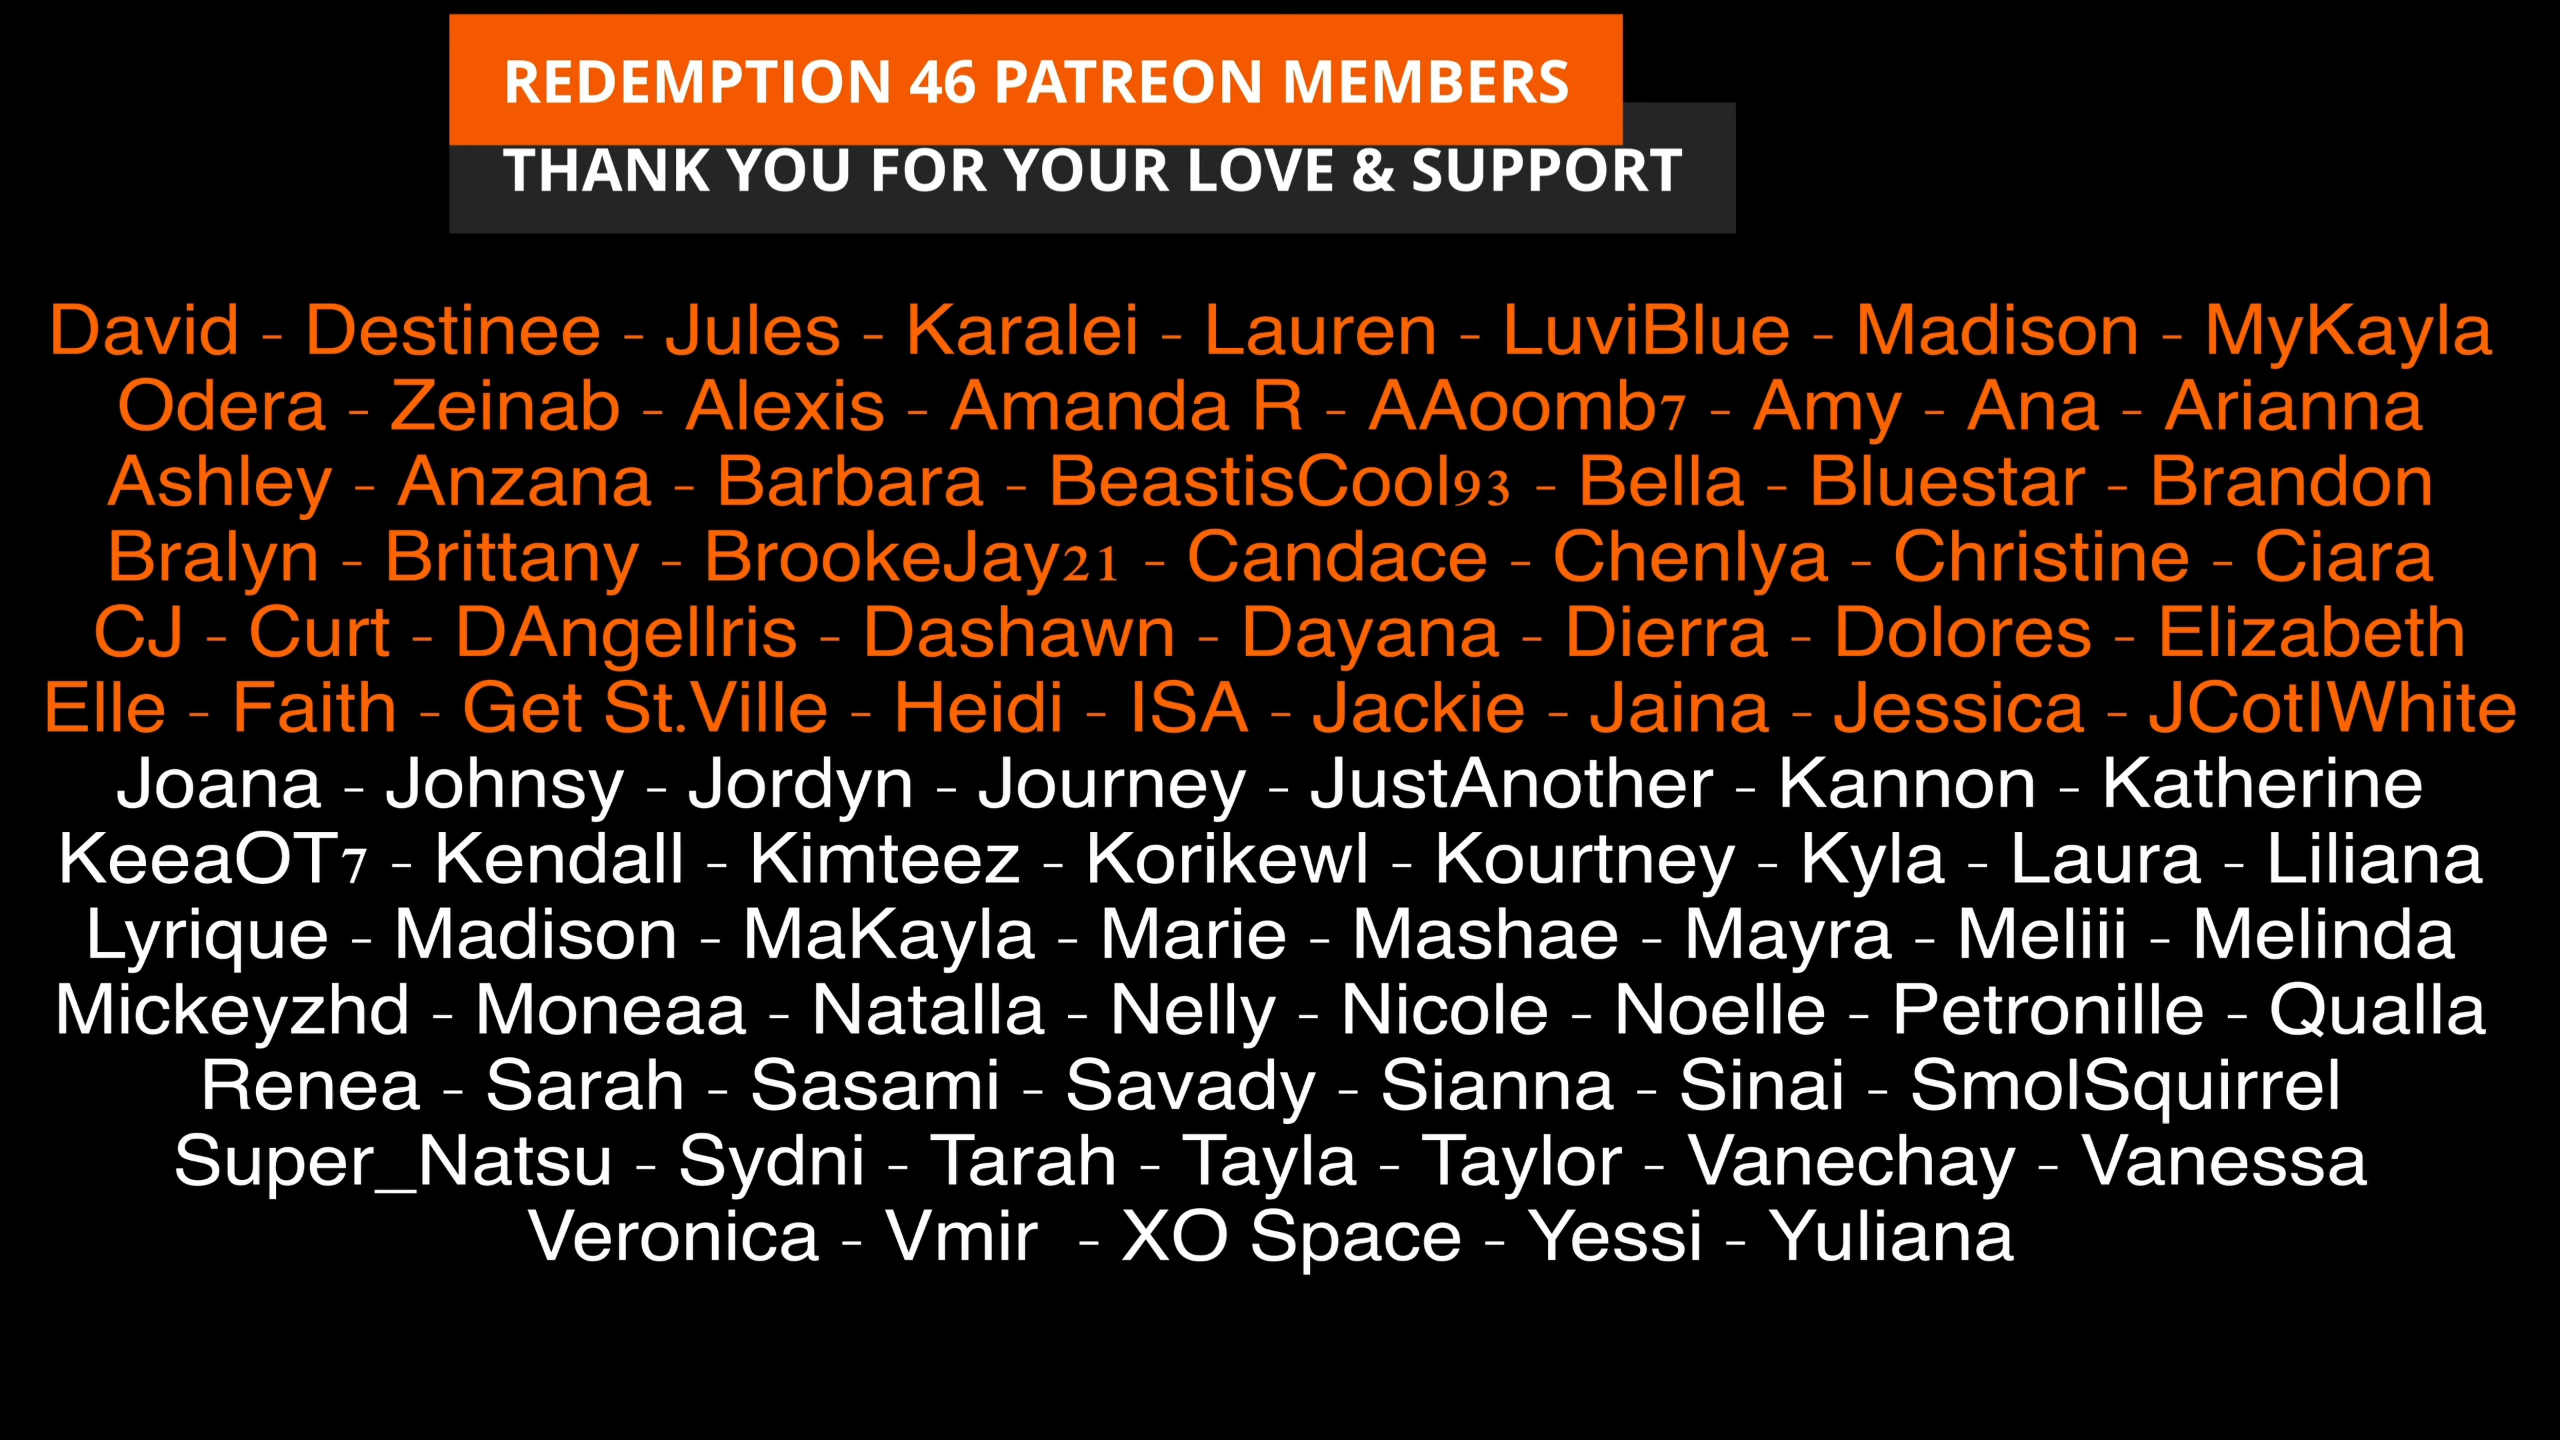 REDEMPTION 46 PATREON MEMBERS
THANK YOU FOR YOUR LOVE & SUPPORT
David - Destinee - Jules - Karalei - Lauren - LuviBlue - Madison - MyKayla
Odera - Zeinab - Alexis - Amanda R - AAoomb7 - Amy - Ana - Arianna
Ashley - Anzana - Barbara - BeastisCool93 - Bella - Bluestar - Brandon
Bralyn - Brittany - BrookeJay21 - Candace - Chenlya - Christine - Ciara
CJ - Curt - DAngelIris - Dashawn - Dayana - Dierra - Dolores - Elizabeth
Elle - Faith - Get St.Ville - Heidi - ISA - Jackie - Jaina - Jessica - JCotIWhite
Joana - Johnsy - Jordyn - Journey - JustAnother - Kannon - Katherine
KeeaOT7 - Kendall - Kimteez - Korikewl - Kourtney - Kyla - Laura - Liliana
Lyrique - Madison - MaKayla - Marie - Mashae - Mayra - Meliii - Melinda
Mickeyzhd - Moneaa - Natalla - Nelly - Nicole - Noelle - Petronille - Qualla
Renea - Sarah - Sasami - Savady - Sianna - Sinai - SmolSquirrel
Super_Natsu - Sydni - Tarah - Tayla - Taylor - Vanechay - Vanessa
Veronica - Vmir  - XO Space - Yessi - Yuliana